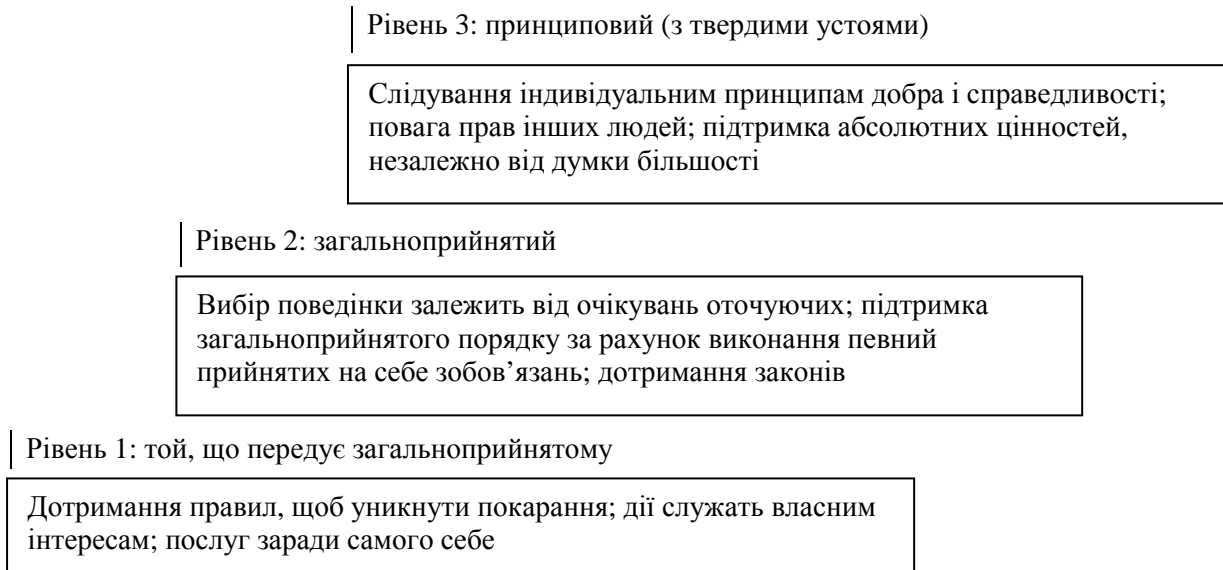 Рівень 3: принциповий (з твердими устоями)
Слідування індивідуальним принципам добра і справедливості;
повага прав інших людей; підтримка абсолютних цінностей,
незалежно від думки більшості
Рівень 2: загальноприйнятий
Вибір поведінки залежить від очікувань оточуючих; підтримка
загальноприйнятого порядку за рахунок виконання певний
прийнятих на себе зобов’язань; дотримання законів
Рівень 1: той, що передує загальноприйнятому
Дотримання правил, щоб уникнути покарання; дії служать власним
інтересам; послуг заради самого себе